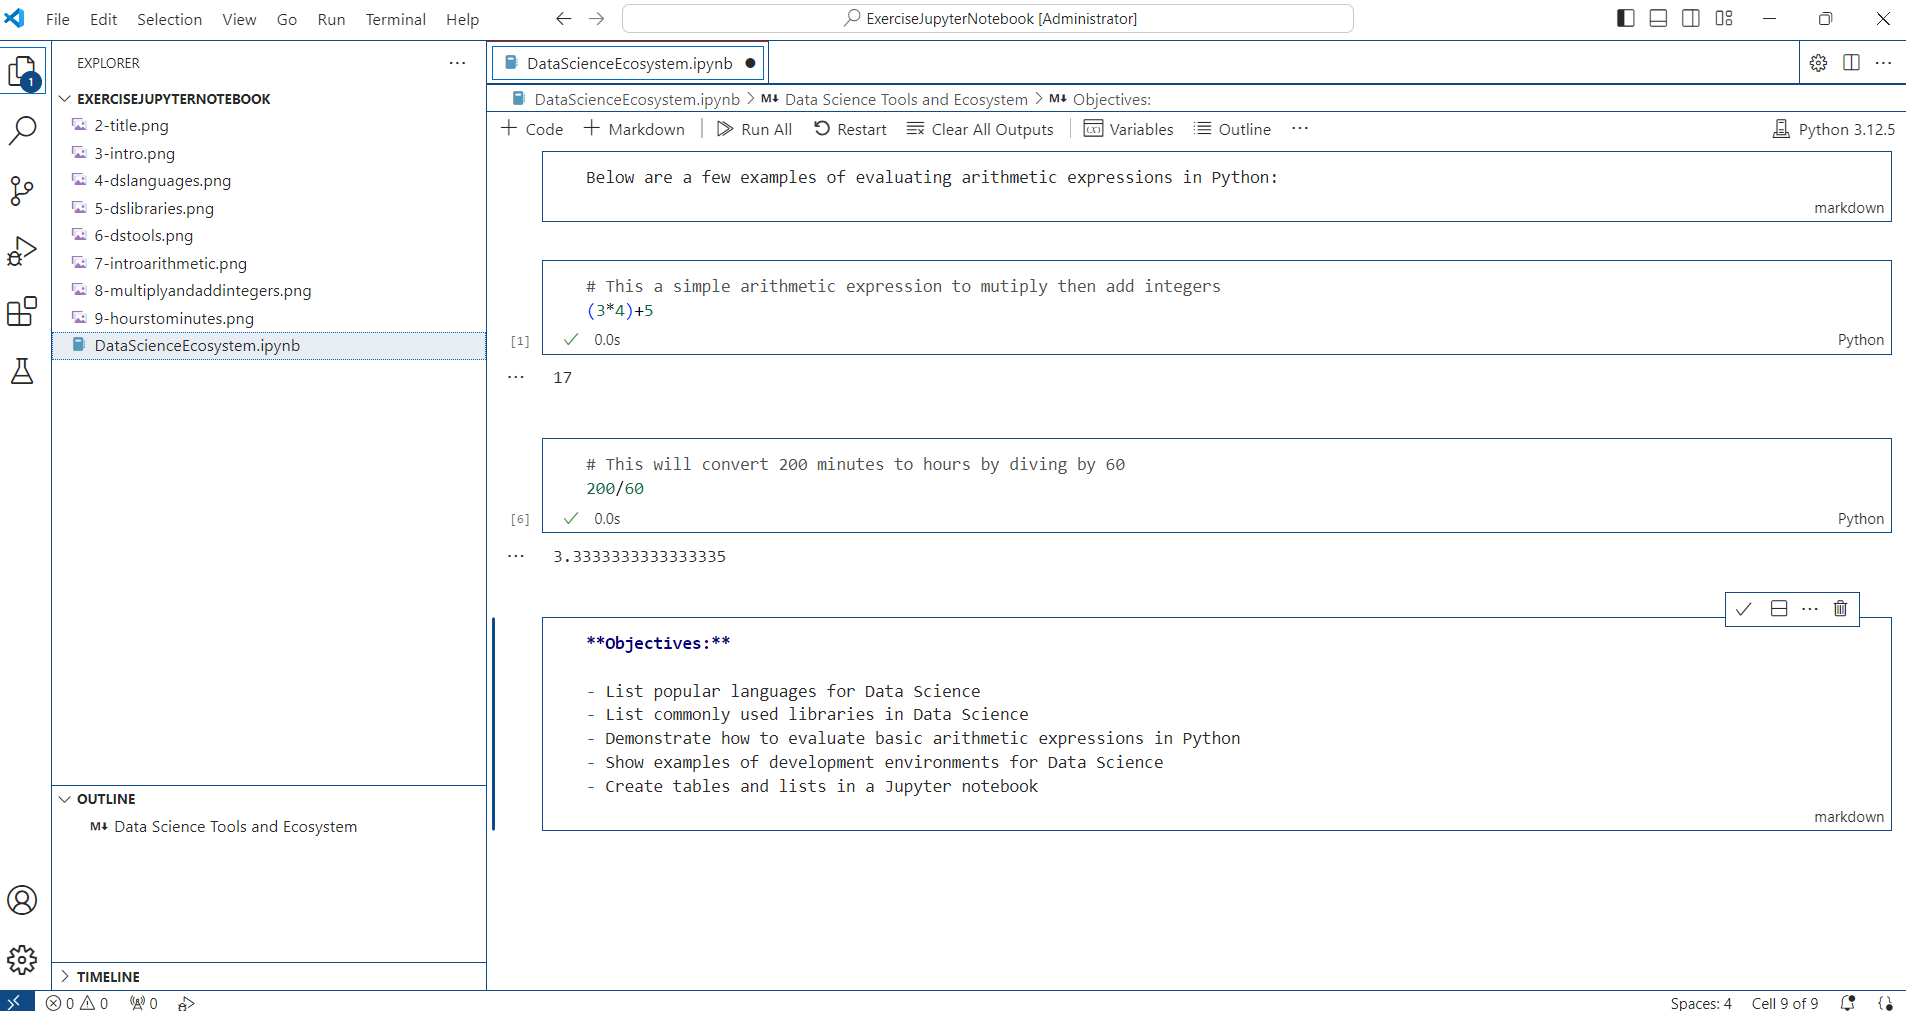 File Edit Selection View Go Run Terminal Help
ExerciseJupyterNotebook [Administrator]
1
EXPLORER
EXERCISEJUPYTERNOTEBOOK
2-title.png
3-intro.png
4-dslanguages.png
5-dslibraries.png
6-dstools.png
7-introarithmetic.png
8-multiplyandaddintegers.png
9-hourstominutes.png
DataScienceEcosystem.ipynb
OUTLINE
M↓ Data Science Tools and Ecosystem
TIMELINE
DataScienceEcosystem.ipynb
DataScienceEcosystem.ipynb > M↓ Data Science Tools and Ecosystem > M↓ Objectives:
+ Code + Markdown Run All Restart Clear All Outputs (x) Variables Outline ... Python 3.12.5
Below are a few examples of evaluating arithmetic expressions in Python:
markdown
# This a simple arithmetic expression to mutiply then add integers
(3*4)+5
[1] 0.0s Python
17
# This will convert 200 minutes to hours by diving by 60
200/60
[6] 0.0s Python
3.3333333333333335
**Objectives:**
- List popular languages for Data Science
- List commonly used libraries in Data Science
- Demonstrate how to evaluate basic arithmetic expressions in Python
- Show examples of development environments for Data Science
- Create tables and lists in a Jupyter notebook
markdown
0 0 0 Spaces: 4 Cell 9 of 9